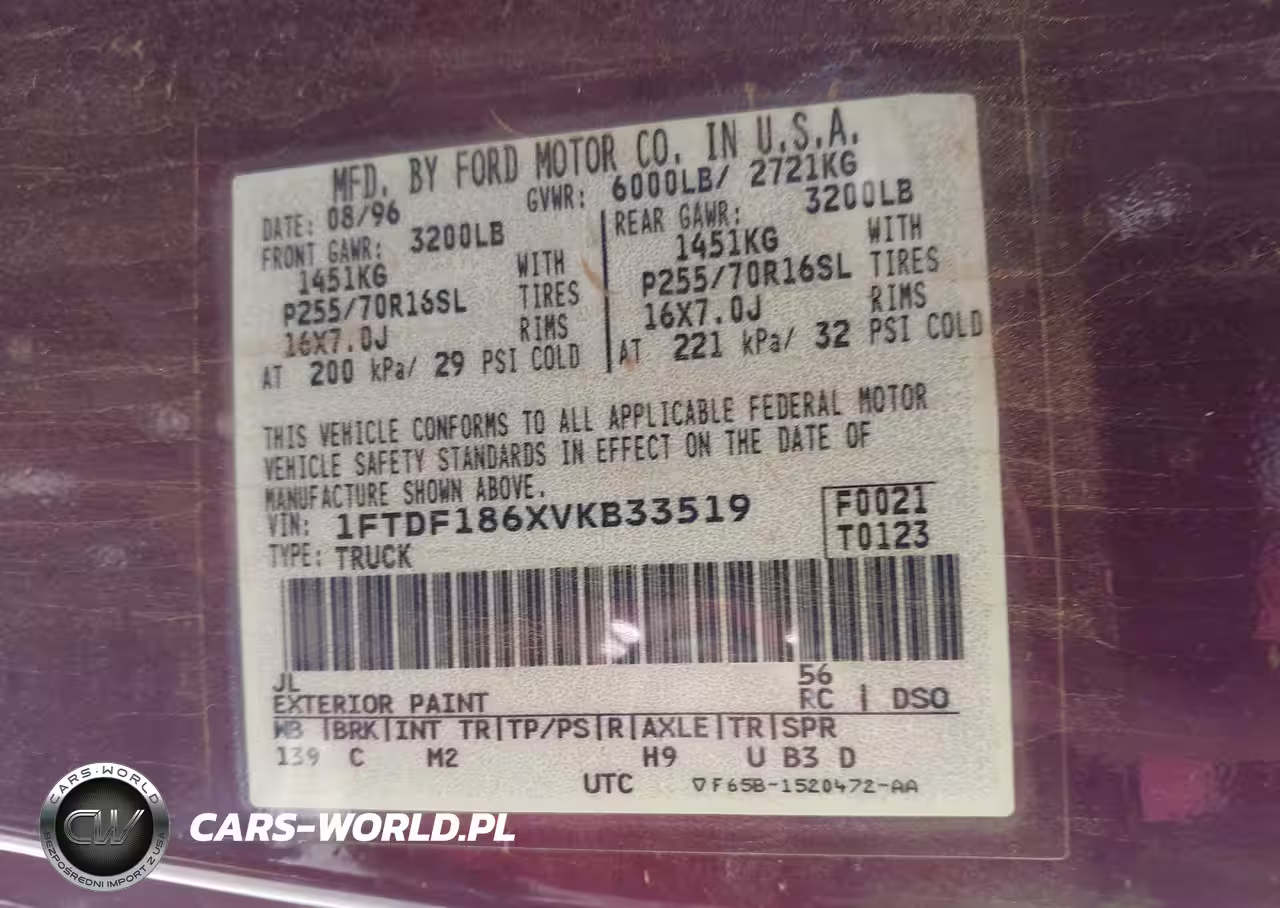 MFD. BY FORD MOTOR CO. IN U.S.A.
DATE: 08/96 GVWR: 6000LB/ 2721KG
FRONT GAWR: 3200LB REAR GAWR: 3200LB
1451KG WITH 1451KG WITH
P255/70R16SL TIRES P255/70R16SL TIRES
16X7.0J RIMS 16X7.0J RIMS
AT 200 kPa/ 29 PSI COLD AT 221 kPa/ 32 PSI COLD
THIS VEHICLE CONFORMS TO ALL APPLICABLE FEDERAL MOTOR
VEHICLE SAFETY STANDARDS IN EFFECT ON THE DATE OF
MANUFACTURE SHOWN ABOVE.
VIN: 1FTDF186XVKB33519 F0021
TYPE: TRUCK T0123
JL 56
EXTERIOR PAINT RC | DSO
WB |BRK|INT TR|TP/PS|R|AXLE|TR|SPR
139 C M2 H9 U B3 D
UTC ▽F65B-1520472-AA
CARS-WORLD
CW
BEZPOŚREDNI IMPORT Z USA
CARS-WORLD.PL